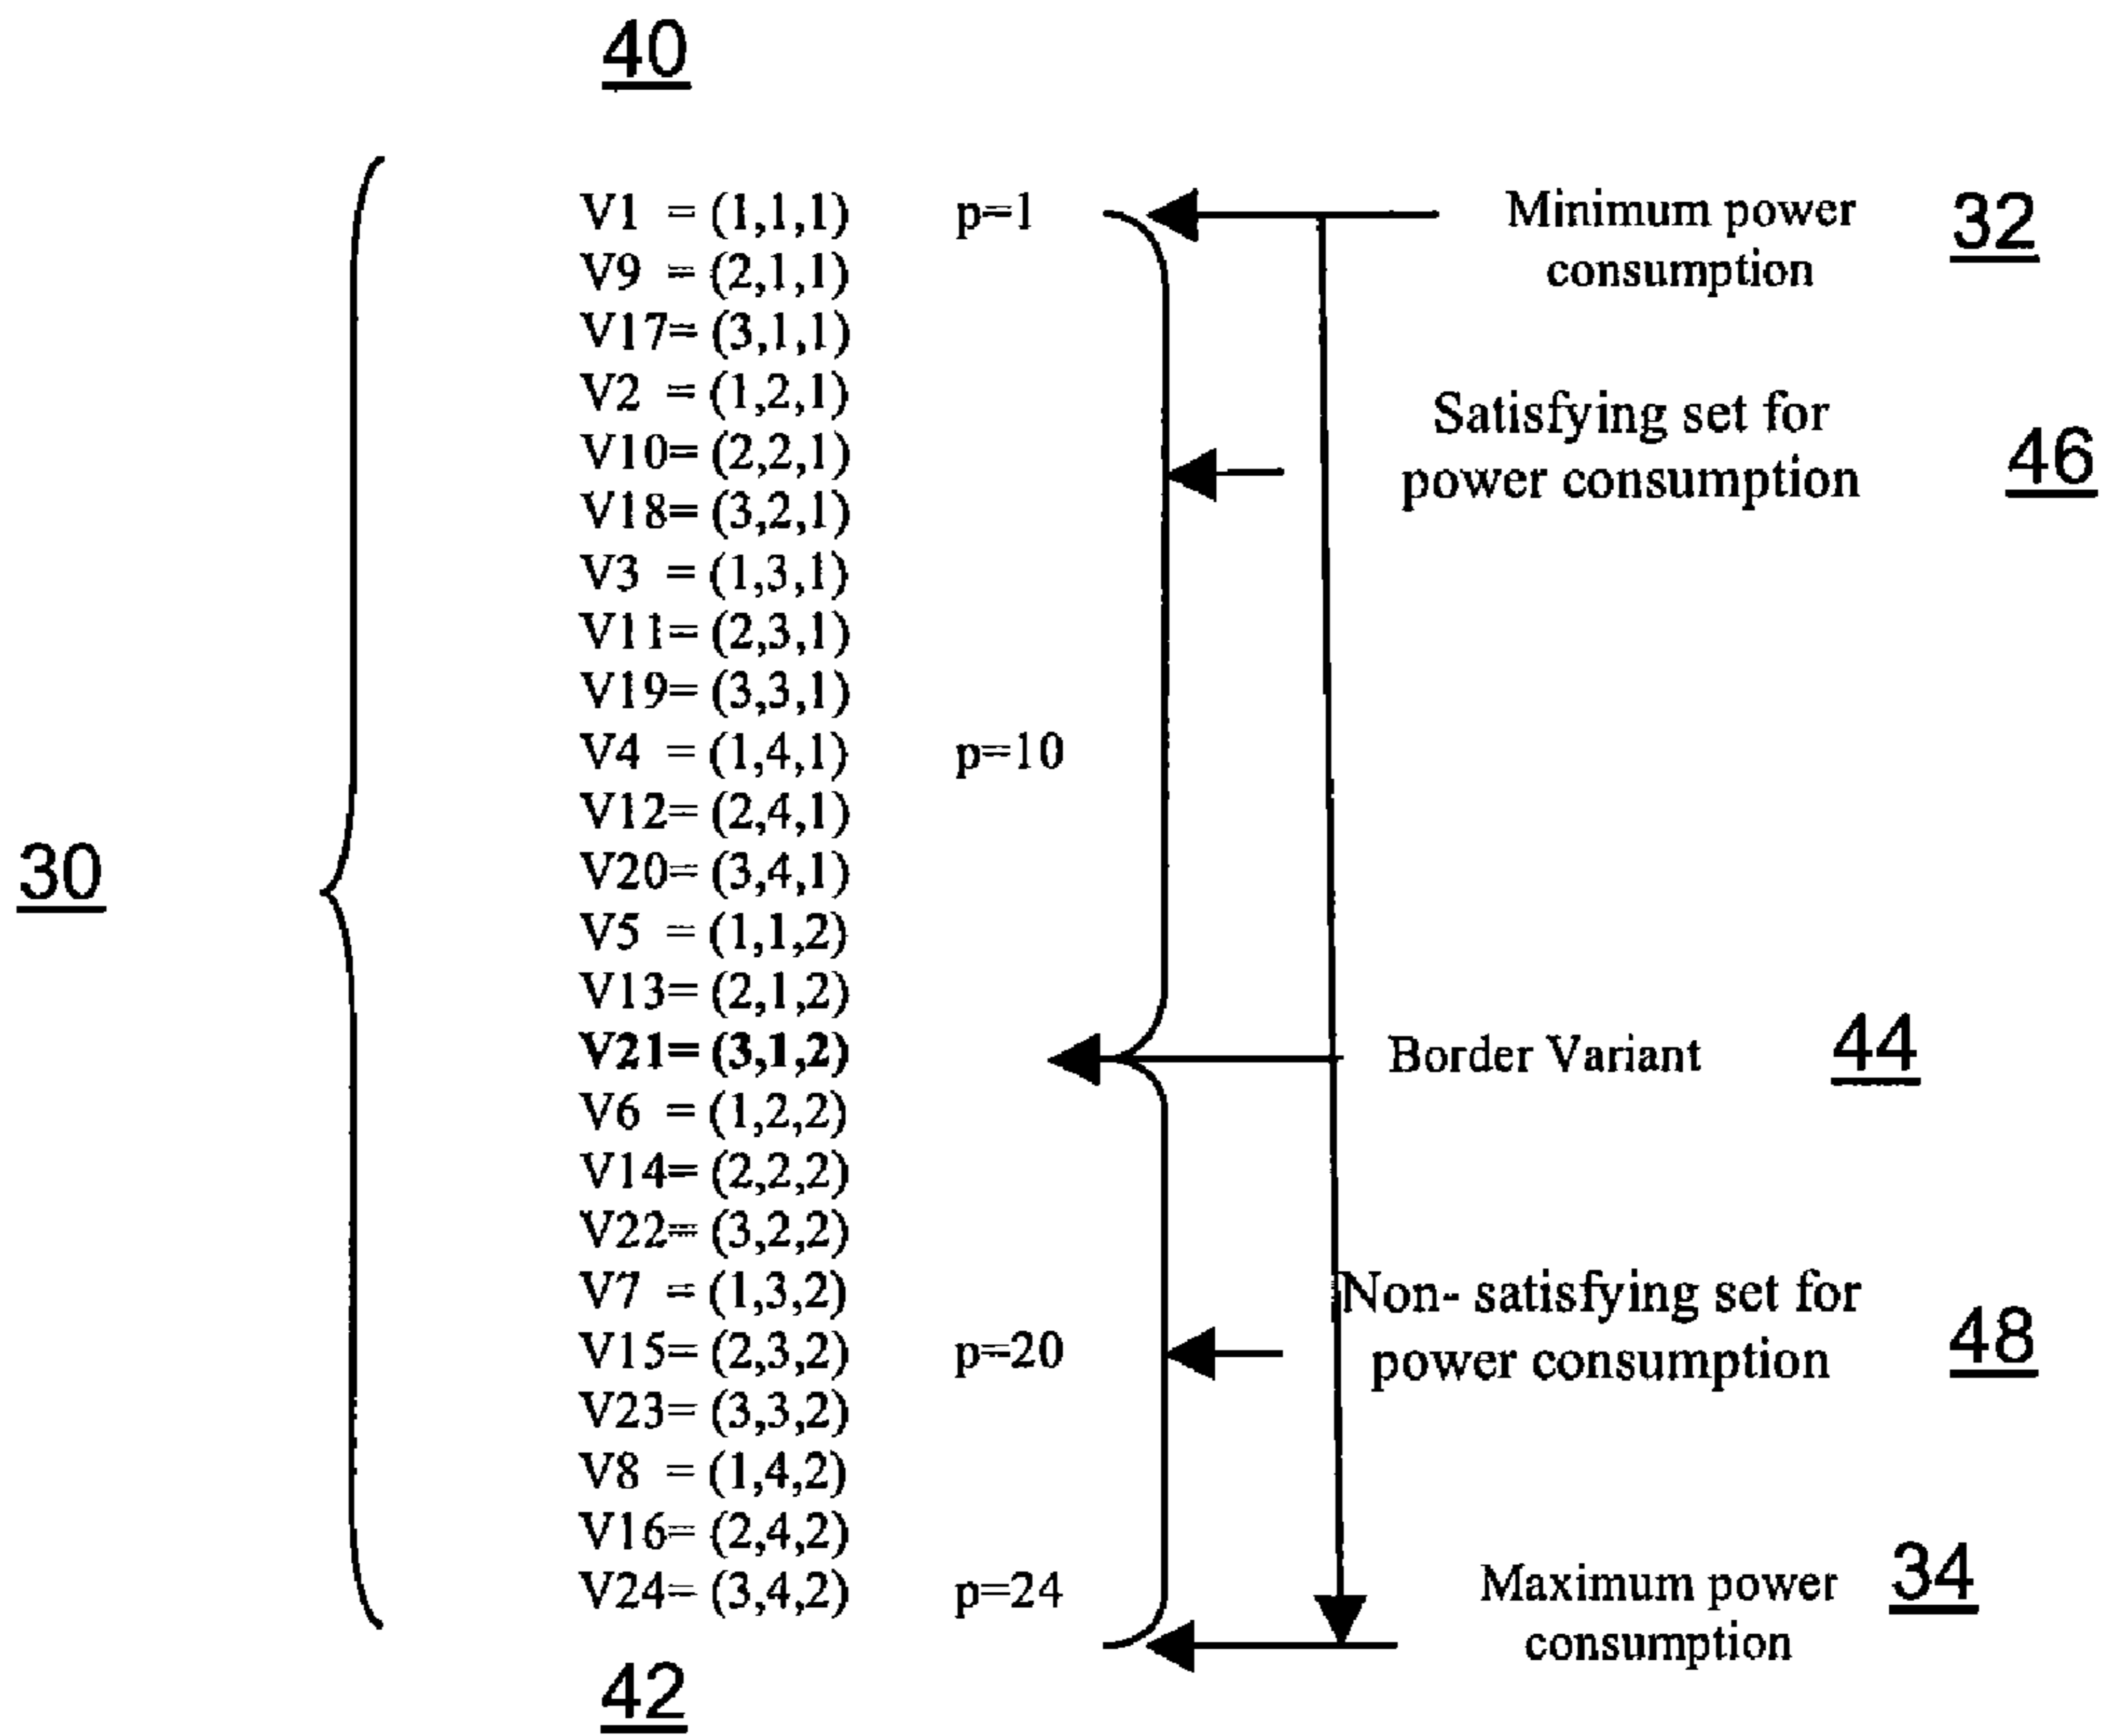 40
V1 = (1,1,1) p=1 Minimum power 32
V9 = (2,1,1) consumption
V17= (3,1,1)
V2 = (1,2,1) Satisfying set for
V10= (2,2,1) power consumption 46
V18= (3,2,1)
V3 = (1,3,1)
V11= (2,3,1)
V19= (3,3,1)
V4 = (1,4,1) p=10
V12= (2,4,1)
30 V20= (3,4,1)
V5 = (1,1,2)
V13= (2,1,2)
V21= (3,1,2) Border Variant 44
V6 = (1,2,2)
V14= (2,2,2)
V22= (3,2,2)
V7 = (1,3,2) Non- satisfying set for
V15= (2,3,2) p=20 power consumption 48
V23= (3,3,2)
V8 = (1,4,2)
V16= (2,4,2)
V24= (3,4,2) p=24 Maximum power 34
consumption
42